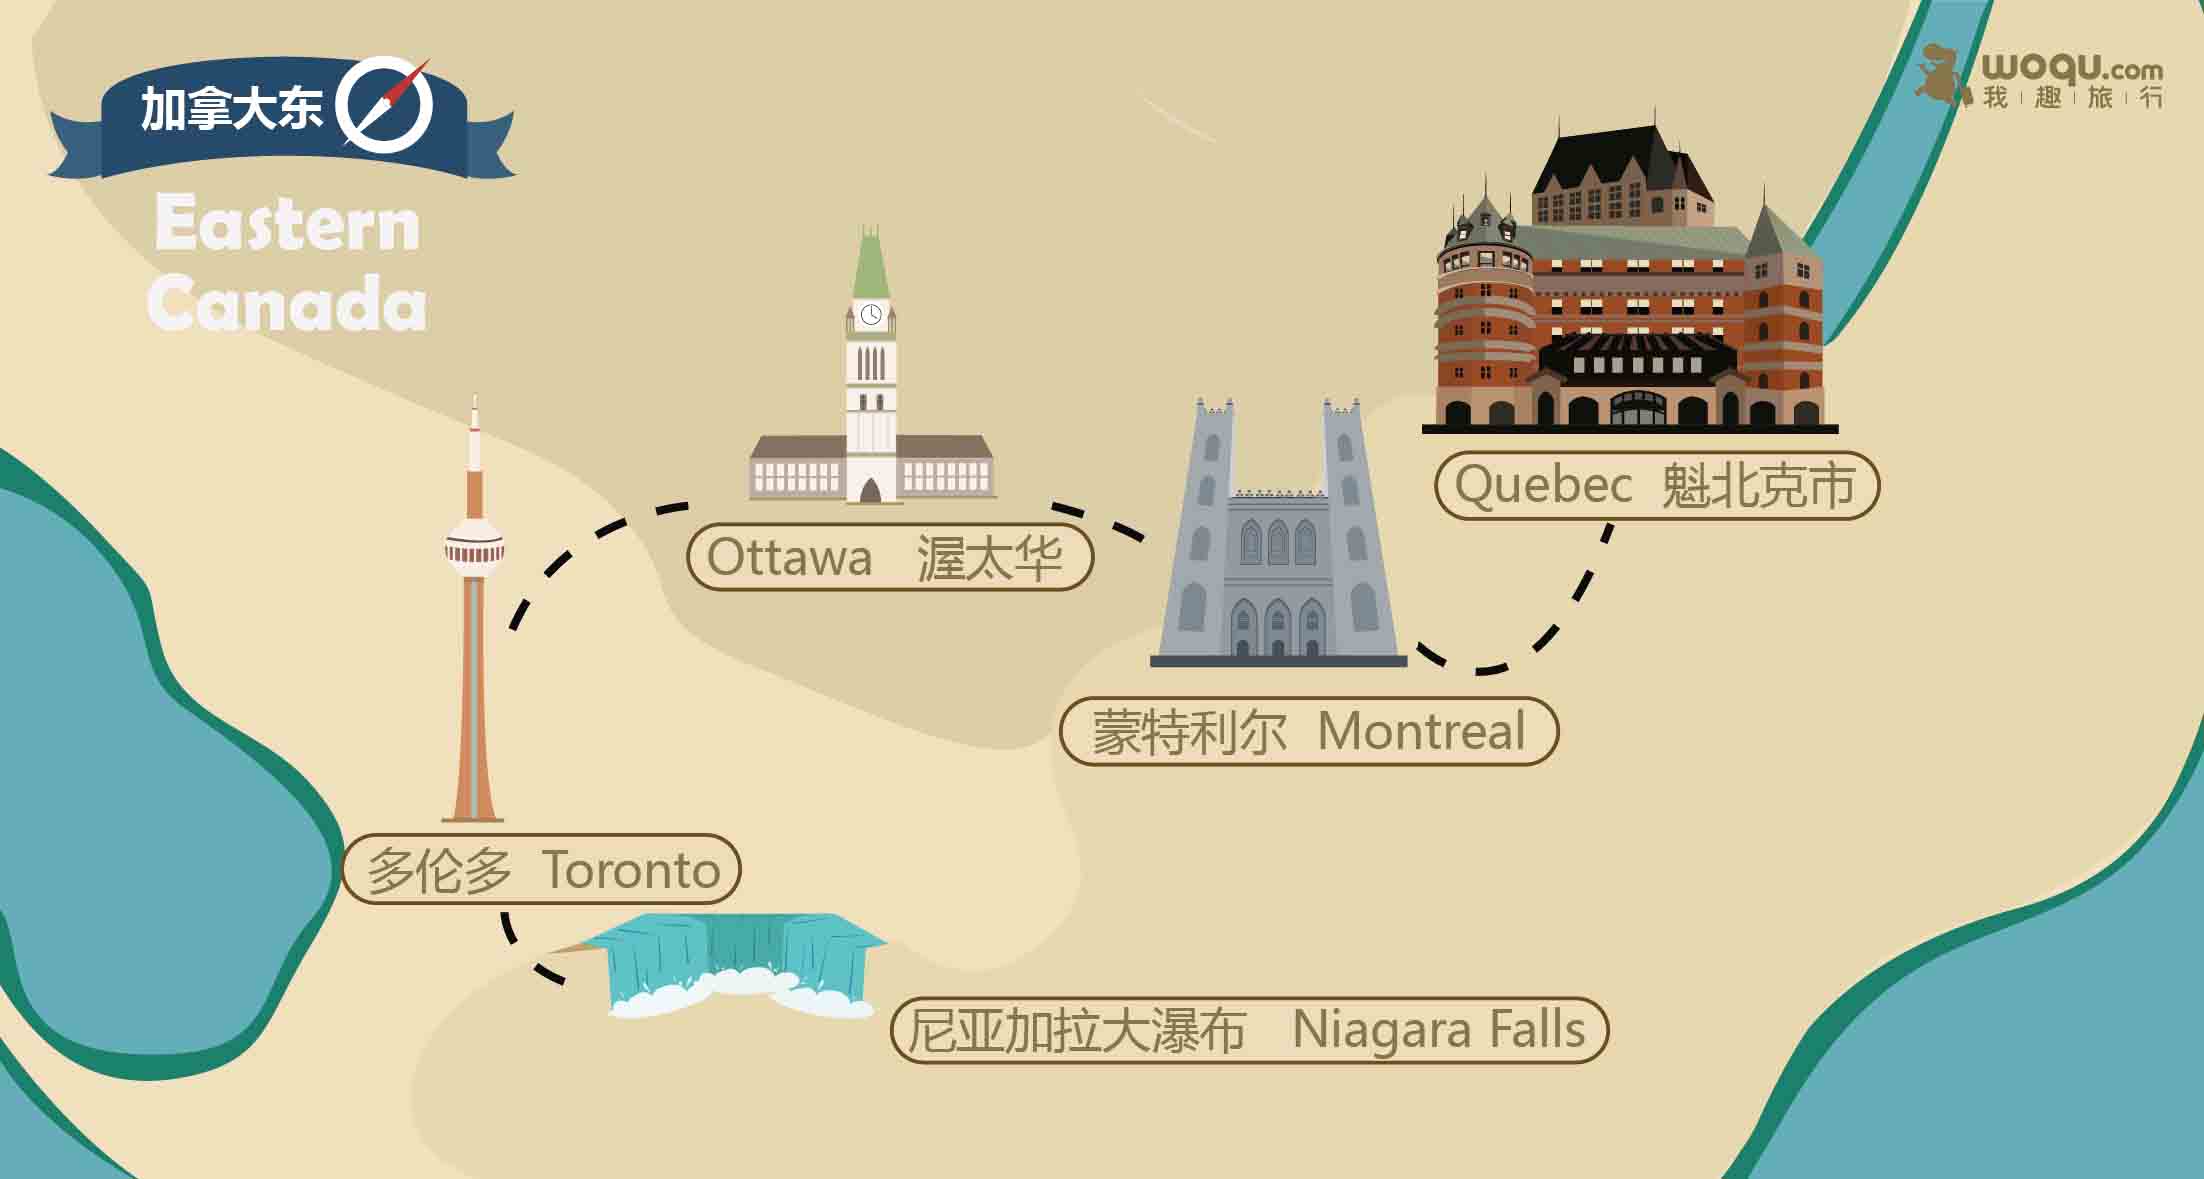 加拿大东
Eastern
Canada
woqu.com
我趣旅行
Quebec 魁北克市
Ottawa 渥太华
蒙特利尔 Montreal
多伦多 Toronto
尼亚加拉大瀑布 Niagara Falls